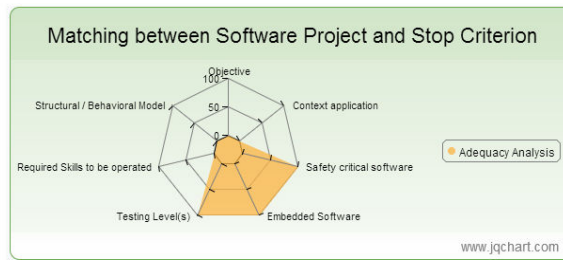 Matching between Software Project and Stop Criterion
Objective
100
Structural / Behavioral Model
Context application
50
0
Required Skills to be operated
Safety critical software
Adequacy Analysis
Testing Level(s)
Embedded Software
www.jqchart.com